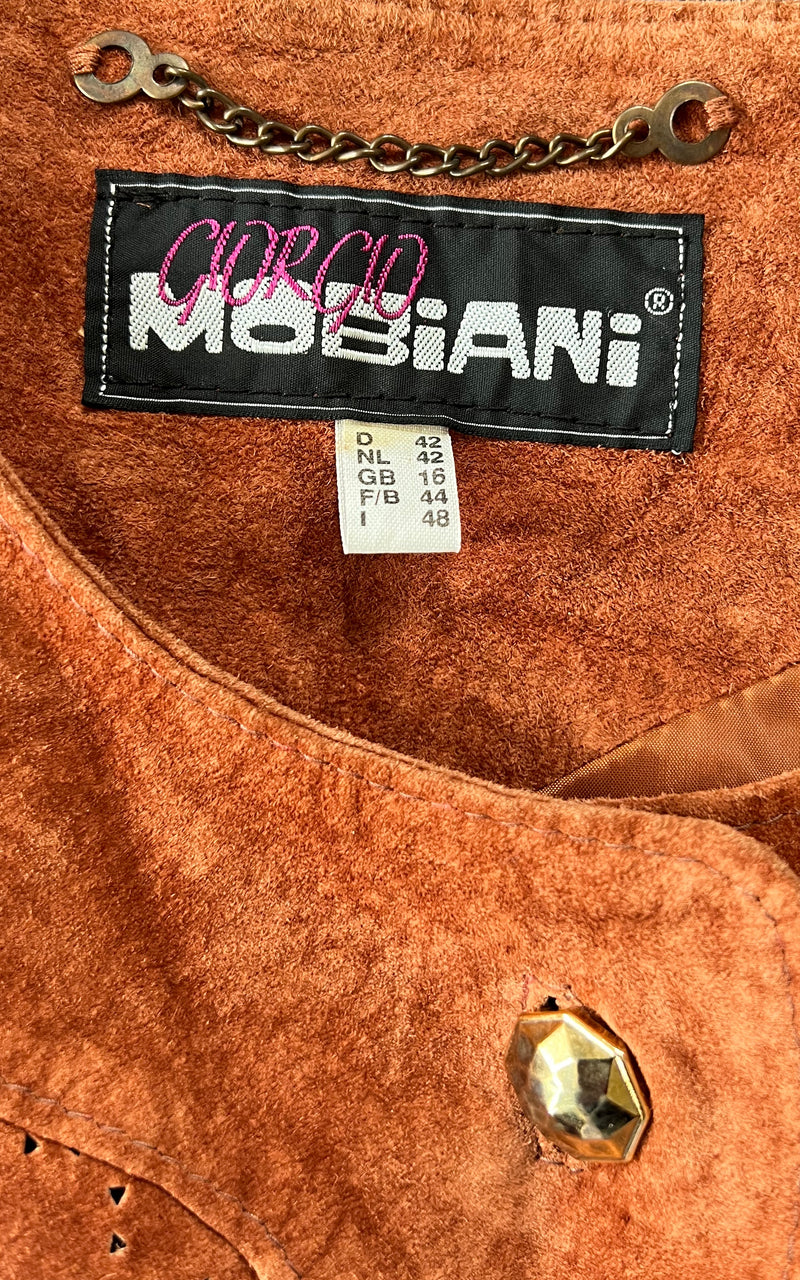 GIORGIO
MOBiANi ®
D 42
NL 42
GB 16
F/B 44
I 48